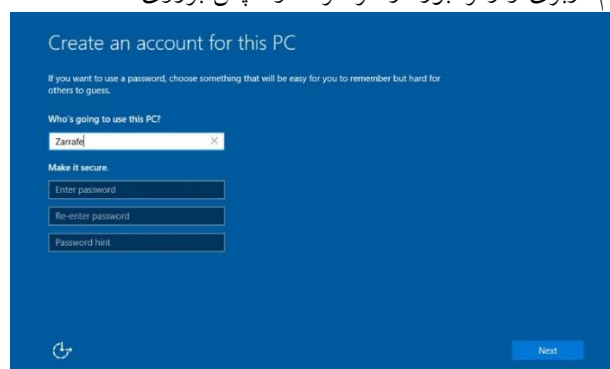 Create an account for this PC
If you want to use a password, choose something that will be easy for you to remember but hard for
others to guess.
Who's going to use this PC?
Zarrafe
Make it secure.
Enter password
Re-enter password
Password hint
Next